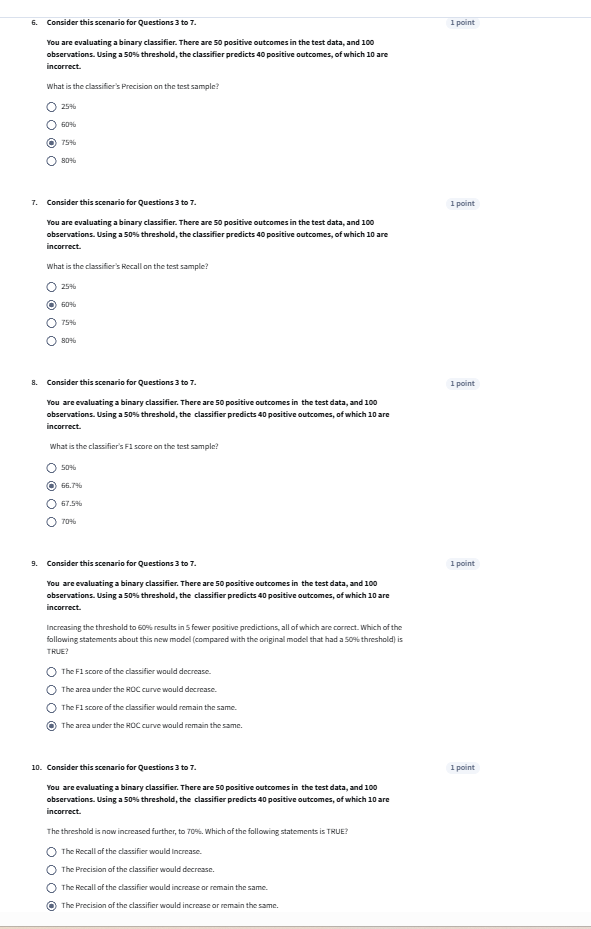 6. Consider this scenario for Questions 3 to 7. 1 point
You are evaluating a binary classifier. There are 50 positive outcomes in the test data, and 100
observations. Using a 50% threshold, the classifier predicts 40 positive outcomes, of which 10 are
incorrect.
What is the classifier's Precision on the test sample?
25%
60%
75%
80%
7. Consider this scenario for Questions 3 to 7. 1 point
You are evaluating a binary classifier. There are 50 positive outcomes in the test data, and 100
observations. Using a 50% threshold, the classifier predicts 40 positive outcomes, of which 10 are
incorrect.
What is the classifier's Recall on the test sample?
25%
60%
75%
80%
8. Consider this scenario for Questions 3 to 7. 1 point
You are evaluating a binary classifier. There are 50 positive outcomes in the test data, and 100
observations. Using a 50% threshold, the classifier predicts 40 positive outcomes, of which 10 are
incorrect.
What is the classifier's F1 score on the test sample?
50%
66.7%
67.5%
70%
9. Consider this scenario for Questions 3 to 7. 1 point
You are evaluating a binary classifier. There are 50 positive outcomes in the test data, and 100
observations. Using a 50% threshold, the classifier predicts 40 positive outcomes, of which 10 are
incorrect.
Increasing the threshold to 60% results in 5 fewer positive predictions, all of which are correct. Which of the
following statements about this new model (compared with the original model that had a 50% threshold) is
TRUE?
The F1 score of the classifier would decrease.
The area under the ROC curve would decrease.
The F1 score of the classifier would remain the same.
The area under the ROC curve would remain the same.
10. Consider this scenario for Questions 3 to 7. 1 point
You are evaluating a binary classifier. There are 50 positive outcomes in the test data, and 100
observations. Using a 50% threshold, the classifier predicts 40 positive outcomes, of which 10 are
incorrect.
The threshold is now increased further, to 70%. Which of the following statements is TRUE?
The Recall of the classifier would Increase.
The Precision of the classifier would decrease.
The Recall of the classifier would increase or remain the same.
The Precision of the classifier would increase or remain the same.